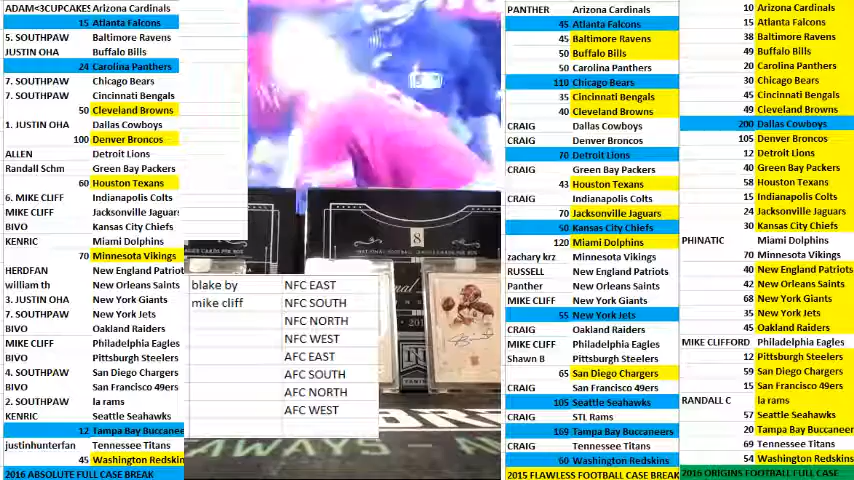 ADAM<3CUPCAKES Arizona Cardinals
15 Atlanta Falcons
5. SOUTHPAW Baltimore Ravens
JUSTIN OHA Buffalo Bills
24 Carolina Panthers
7. SOUTHPAW Chicago Bears
7. SOUTHPAW Cincinnati Bengals
50 Cleveland Browns
1. JUSTIN OHA Dallas Cowboys
100 Denver Broncos
ALLEN Detroit Lions
Randall Schm Green Bay Packers
60 Houston Texans
6. MIKE CLIFF Indianapolis Colts
MIKE CLIFF Jacksonville Jaguars
BIVO Kansas City Chiefs
KENRIC Miami Dolphins
70 Minnesota Vikings
HERDFAN New England Patriot
william th New Orleans Saints
3. JUSTIN OHA New York Giants
7. SOUTHPAW New York Jets
BIVO Oakland Raiders
MIKE CLIFF Philadelphia Eagles
BIVO Pittsburgh Steelers
4. SOUTHPAW San Diego Chargers
BIVO San Francisco 49ers
2. SOUTHPAW la rams
KENRIC Seattle Seahawks
12 Tampa Bay Buccanee
justinhunterfan Tennessee Titans
45 Washington Redskin
2016 ABSOLUTE FULL CASE BREAK
8
blake by NFC EAST
mike cliff NFC SOUTH
NFC NORTH
NFC WEST
AFC EAST
AFC SOUTH
AFC NORTH
AFC WEST
PANTHER Arizona Cardinals
45 Atlanta Falcons
45 Baltimore Ravens
50 Buffalo Bills
50 Carolina Panthers
110 Chicago Bears
35 Cincinnati Bengals
40 Cleveland Browns
CRAIG Dallas Cowboys
CRAIG Denver Broncos
70 Detroit Lions
CRAIG Green Bay Packers
43 Houston Texans
CRAIG Indianapolis Colts
70 Jacksonville Jaguars
50 Kansas City Chiefs
120 Miami Dolphins
zachary krz Minnesota Vikings
RUSSELL New England Patriots
Panther New Orleans Saints
MIKE CLIFF New York Giants
55 New York Jets
CRAIG Oakland Raiders
MIKE CLIFF Philadelphia Eagles
Shawn B Pittsburgh Steelers
65 San Diego Chargers
CRAIG San Francisco 49ers
105 Seattle Seahawks
CRAIG STL Rams
169 Tampa Bay Buccaneers
CRAIG Tennessee Titans
60 Washington Redskins
2015 FLAWLESS FOOTBALL CASE BREAK
10 Arizona Cardinals
15 Atlanta Falcons
38 Baltimore Ravens
49 Buffalo Bills
20 Carolina Panthers
30 Chicago Bears
45 Cincinnati Bengals
49 Cleveland Browns
200 Dallas Cowboys
105 Denver Broncos
12 Detroit Lions
40 Green Bay Packers
58 Houston Texans
15 Indianapolis Colts
24 Jacksonville Jaguars
30 Kansas City Chiefs
PHINATIC Miami Dolphins
70 Minnesota Vikings
40 New England Patriots
42 New Orleans Saints
68 New York Giants
35 New York Jets
45 Oakland Raiders
MIKE CLIFFORD Philadelphia Eagles
12 Pittsburgh Steelers
59 San Diego Chargers
15 San Francisco 49ers
RANDALL C la rams
57 Seattle Seahawks
20 Tampa Bay Buccaneers
69 Tennessee Titans
54 Washington Redskins
2016 ORIGINS FOOTBALL FULL CASE